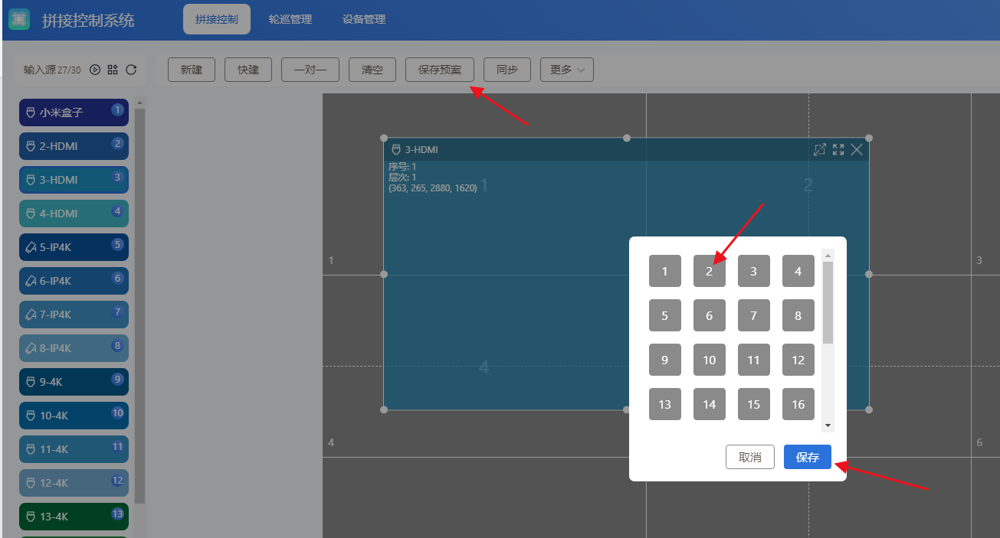 拼接控制系统
拼接控制 轮巡管理 设备管理
输入源 27/30
新建 快建 一对一 清空 保存预案 同步 更多
小米盒子 1
2-HDMI 2
3-HDMI 3
4-HDMI 4
5-IP4K 5
6-IP4K 6
7-IP4K 7
8-IP4K 8
9-4K 9
10-4K 10
11-4K 11
12-4K 12
13-4K 13
3-HDMI
序号: 1
层次: 1
(363, 265, 2880, 1620)
1 2
1 3
4
4 6
1 2 3 4
5 6 7 8
9 10 11 12
13 14 15 16
取消 保存